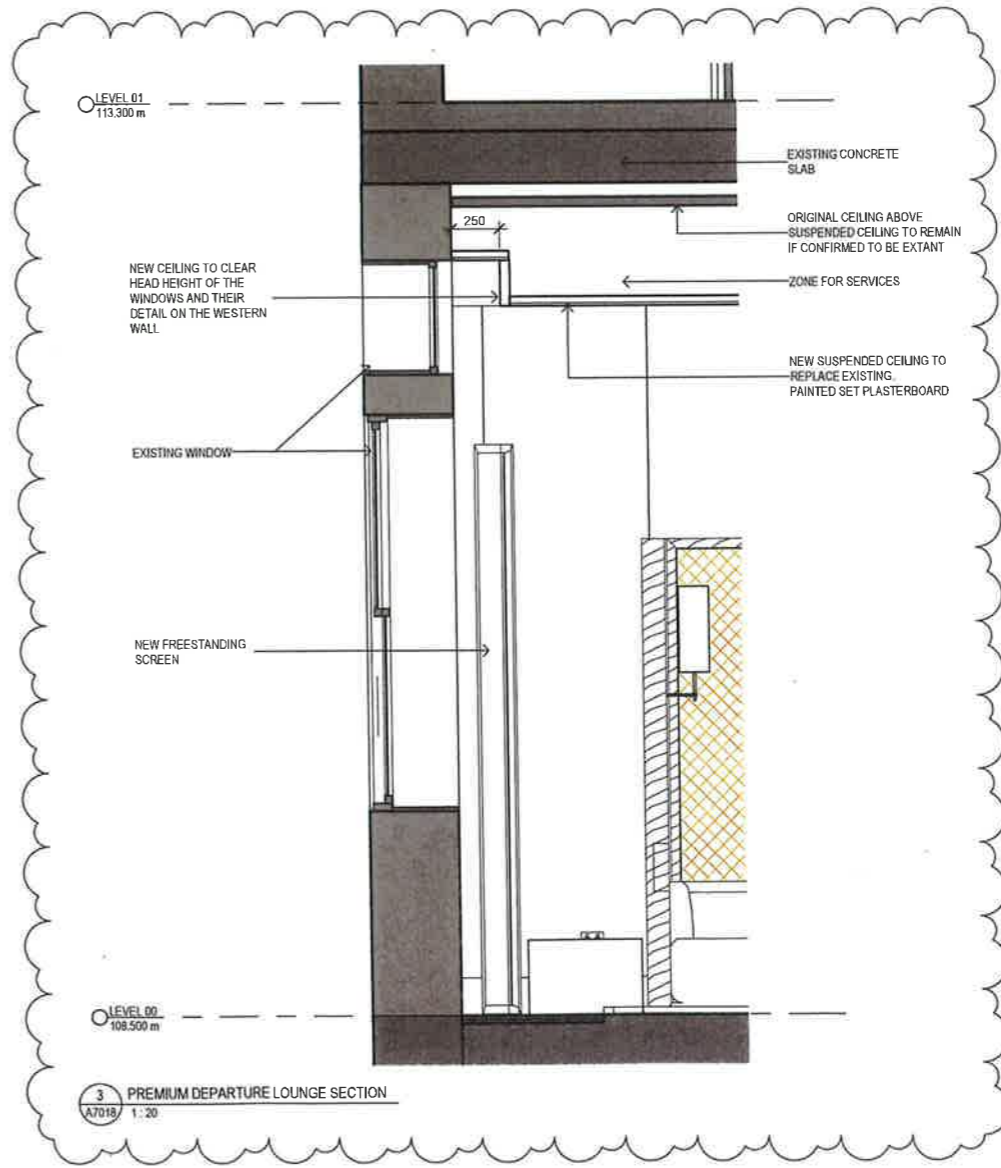 LEVEL 01
113.300 m
EXISTING CONCRETE
SLAB
250
ORIGINAL CEILING ABOVE
SUSPENDED CEILING TO REMAIN
IF CONFIRMED TO BE EXTANT
NEW CEILING TO CLEAR
HEAD HEIGHT OF THE
WINDOWS AND THEIR
DETAIL ON THE WESTERN
WALL
ZONE FOR SERVICES
NEW SUSPENDED CEILING TO
REPLACE EXISTING.
PAINTED SET PLASTERBOARD
EXISTING WINDOW
NEW FREESTANDING
SCREEN
LEVEL 00
108.500 m
3
A7018
PREMIUM DEPARTURE LOUNGE SECTION
1 : 20